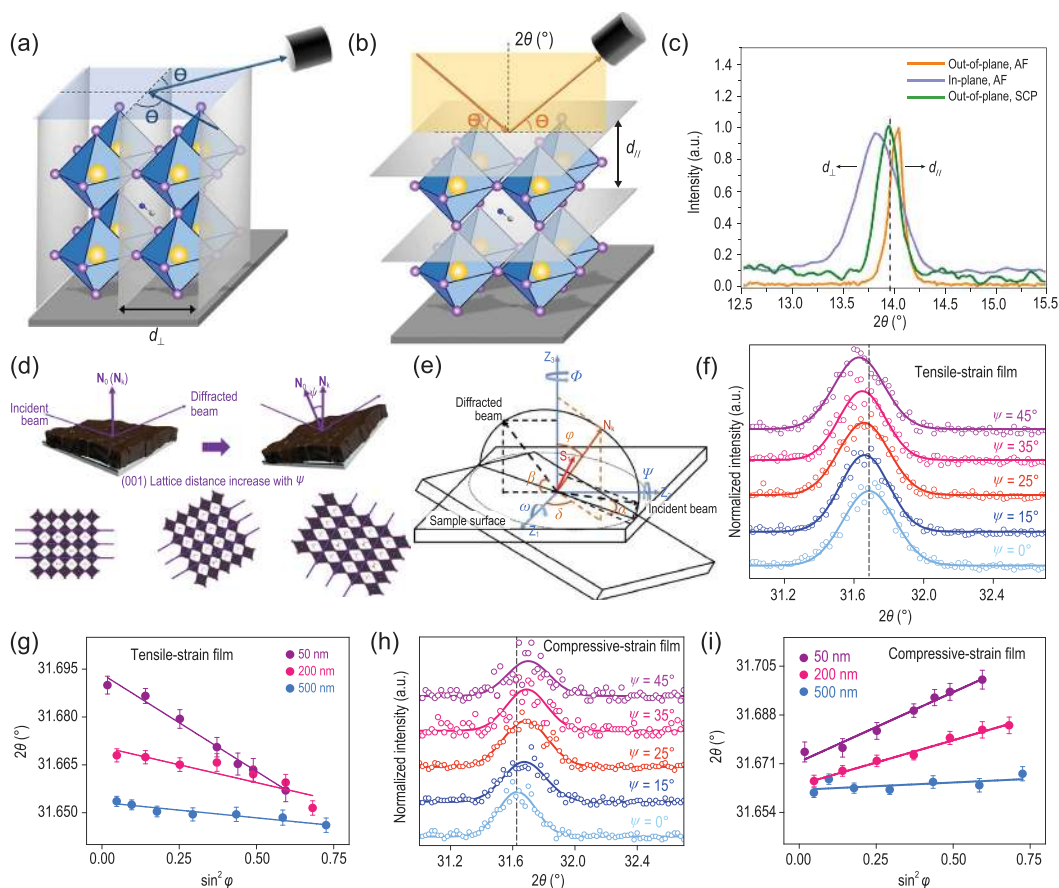 (a)
Θ
Θ
d⊥
(b)
2θ (°)
Θ
Θ
d//
(c)
Out-of-plane, AF
In-plane, AF
Out-of-plane, SCP
d⊥
d//
Intensity (a.u.)
1.4
1.2
1.0
0.8
0.6
0.4
0.2
0.0
12.5 13.0 13.5 14.0 14.5 15.0 15.5
2θ (°)
(d)
N₀ (Nₖ)
Incident
beam
Diffracted
beam
N₀
ψ
Nₖ
(001) Lattice distance increase with Ψ
(e)
Z₃
Φ
Diffracted
beam
Nₖ
φ
β
Ψ
Incident beam
ω
δ
Z₁
Sample surface
(f)
Tensile-strain film
ψ = 45°
ψ = 35°
ψ = 25°
ψ = 15°
ψ = 0°
Normalized intensity (a.u.)
31.2 31.6 32.0 32.4
2θ (°)
(g)
Tensile-strain film
50 nm
200 nm
500 nm
2θ (°)
31.695
31.680
31.665
31.650
0.00 0.25 0.50 0.75
sin² φ
(h)
Compressive-strain film
ψ = 45°
ψ = 35°
ψ = 25°
ψ = 15°
ψ = 0°
Normalized intensity (a.u.)
31.2 31.6 32.0 32.4
2θ (°)
(i)
50 nm
200 nm
500 nm
Compressive-strain film
2θ (°)
31.705
31.688
31.671
31.654
0.00 0.25 0.50 0.75
sin² φ